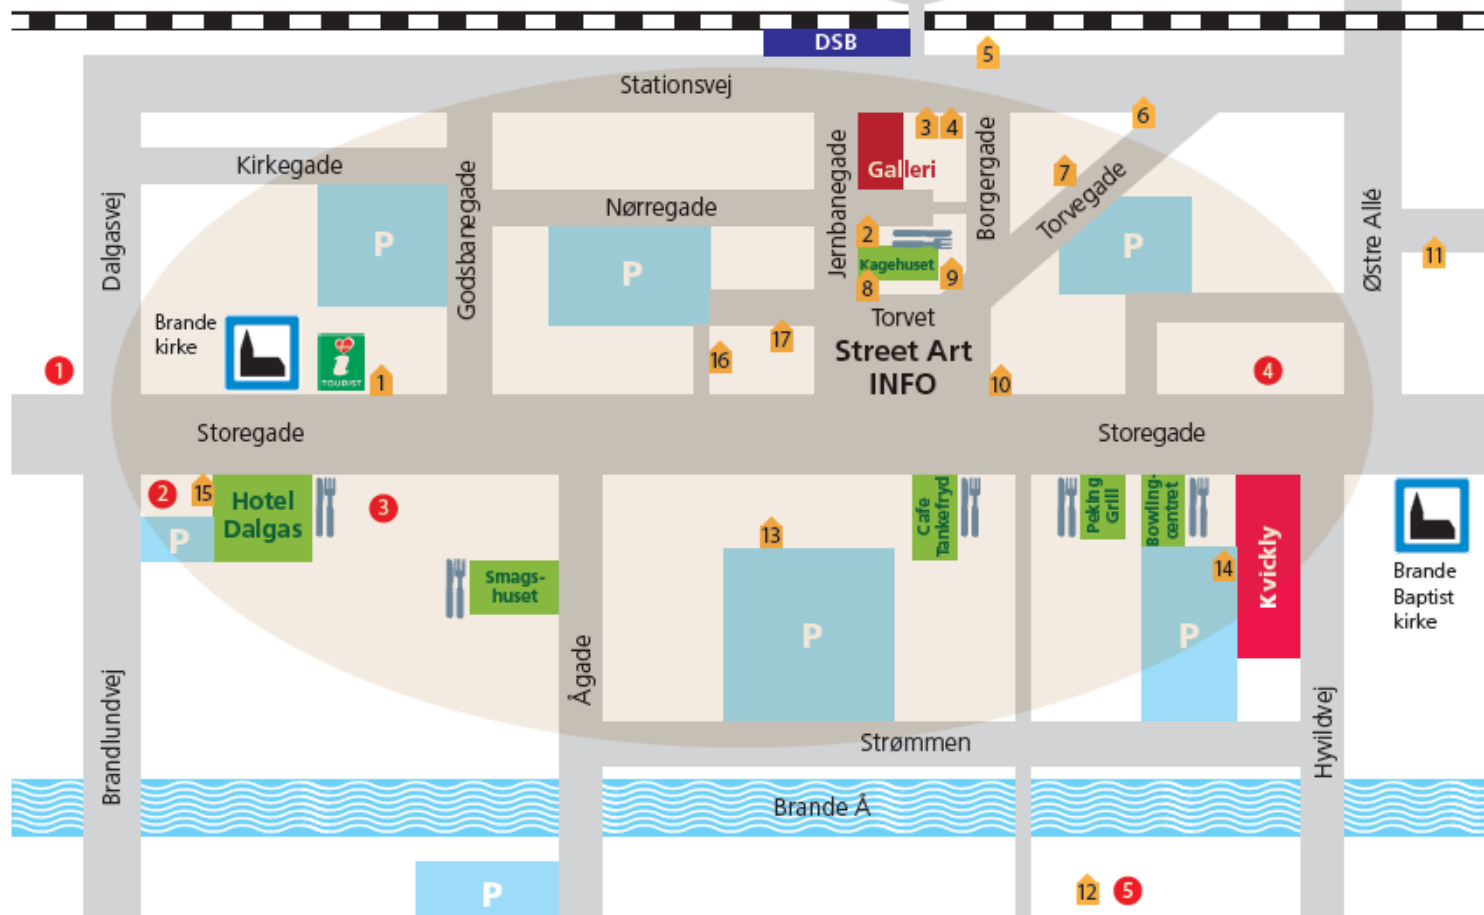 DSB
5
Stationsvej
6
3
4
Galleri
Jernbanegade
Borgergade
7
Torvegade
Kirkegade
Dalgasvej
P
Godsbanegade
Nørregade
P
2
Kagehuset
8
9
P
Østre Allé
11
Brande
kirke
TOURIST
1
1
16
17
Torvet
Street Art
INFO
10
4
Storegade
Storegade
2
15
Hotel
Dalgas
P
3
Smags-
huset
13
P
Cafe
Tankefryd
Peking
Grill
Bowling-
centret
14
P
Kvickly
Brande
Baptist
kirke
Brandlundvej
Ågade
Strømmen
Hyvildvej
Brande Å
P
12
5